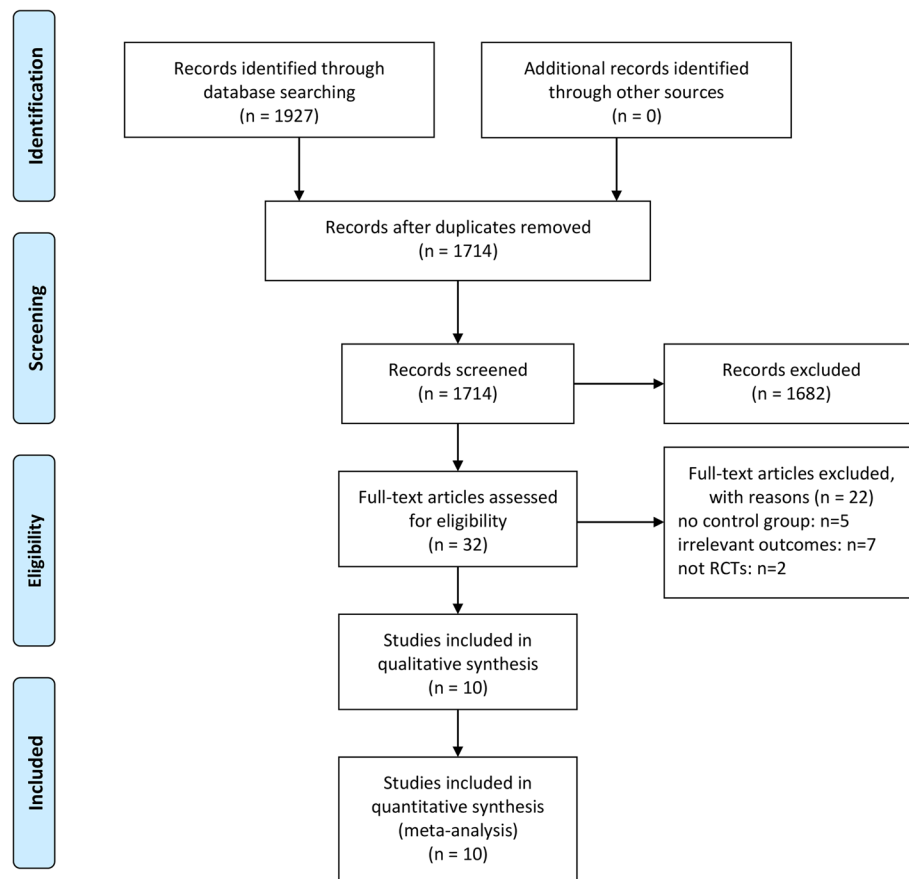 Identification
Records identified through
database searching
(n = 1927)
Additional records identified
through other sources
(n = 0)
Records after duplicates removed
(n = 1714)
Screening
Records screened
(n = 1714)
Records excluded
(n = 1682)
Eligibility
Full-text articles assessed
for eligibility
(n = 32)
Full-text articles excluded,
with reasons (n = 22)
no control group: n=5
irrelevant outcomes: n=7
not RCTs: n=2
Studies included in
qualitative synthesis
(n = 10)
Included
Studies included in
quantitative synthesis
(meta-analysis)
(n = 10)